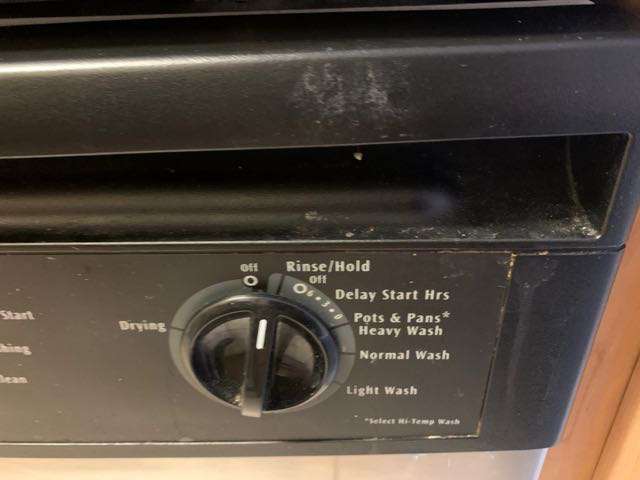 Off
Rinse/Hold
Off
6•3•0
Delay Start Hrs
Pots & Pans*
Heavy Wash
Normal Wash
Light Wash
Drying
Start
*Select Hi-Temp Wash